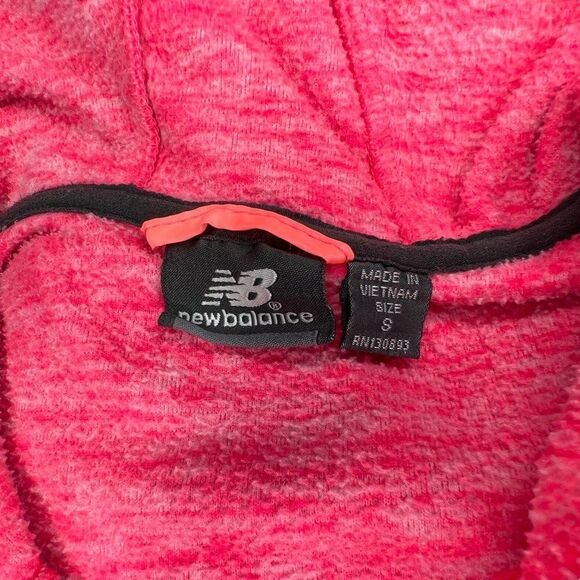 NB®
newbalance
MADE IN
VIETNAM
SIZE
S
RN130893